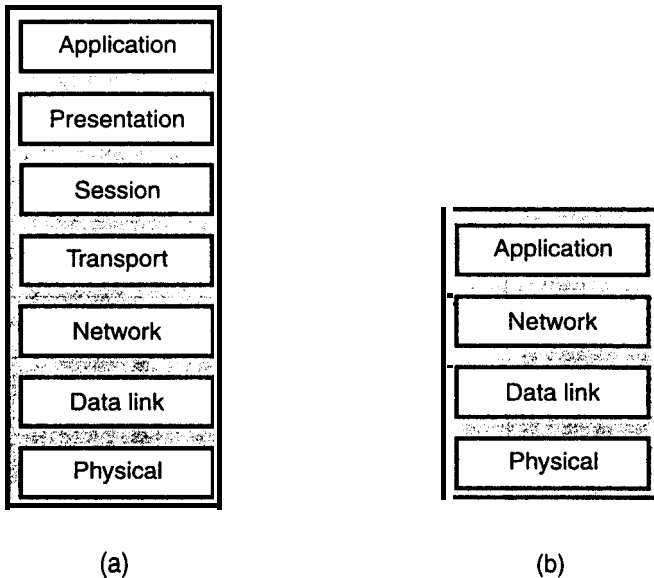 Application
Presentation
Session
Transport
Network
Data link
Physical
(a)
Application
Network
Data link
Physical
(b)